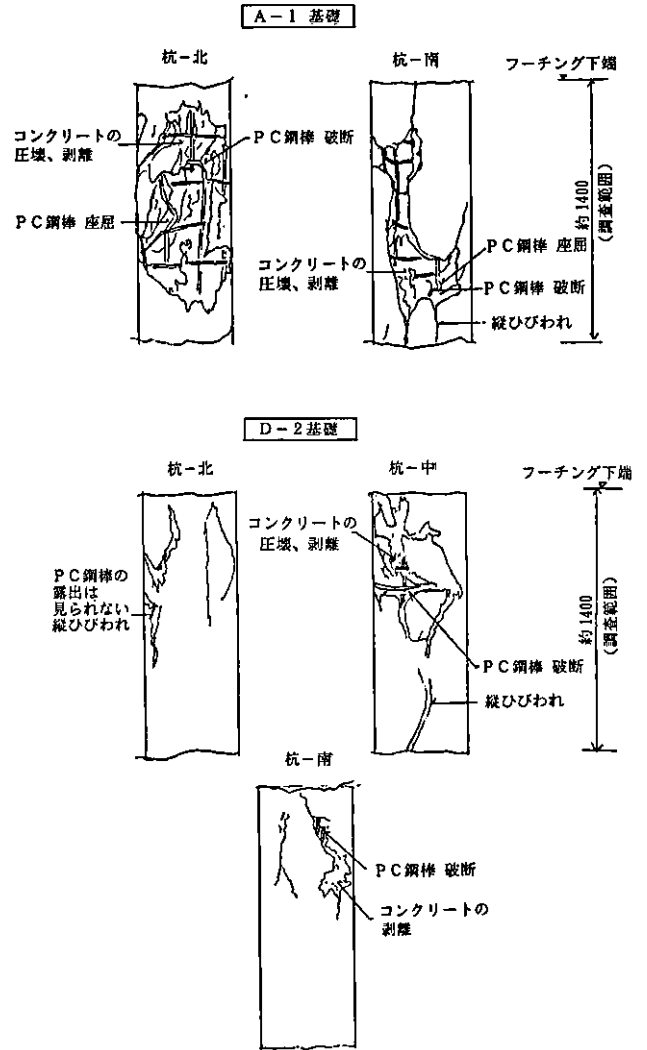 A-1 基礎
杭-北
杭-南
フーチング下端
コンクリートの
圧壊、剥離
PC鋼棒 破断
PC鋼棒 座屈
コンクリートの
圧壊、剥離
PC鋼棒 座屈
PC鋼棒 破断
縦ひびわれ
約1400
(調査範囲)
D-2基礎
杭-北
杭-中
フーチング下端
コンクリートの
圧壊、剥離
PC鋼棒の
露出は
見られない
縦ひびわれ
PC鋼棒 破断
縦ひびわれ
約1400
(調査範囲)
杭-南
PC鋼棒 破断
コンクリートの
剥離